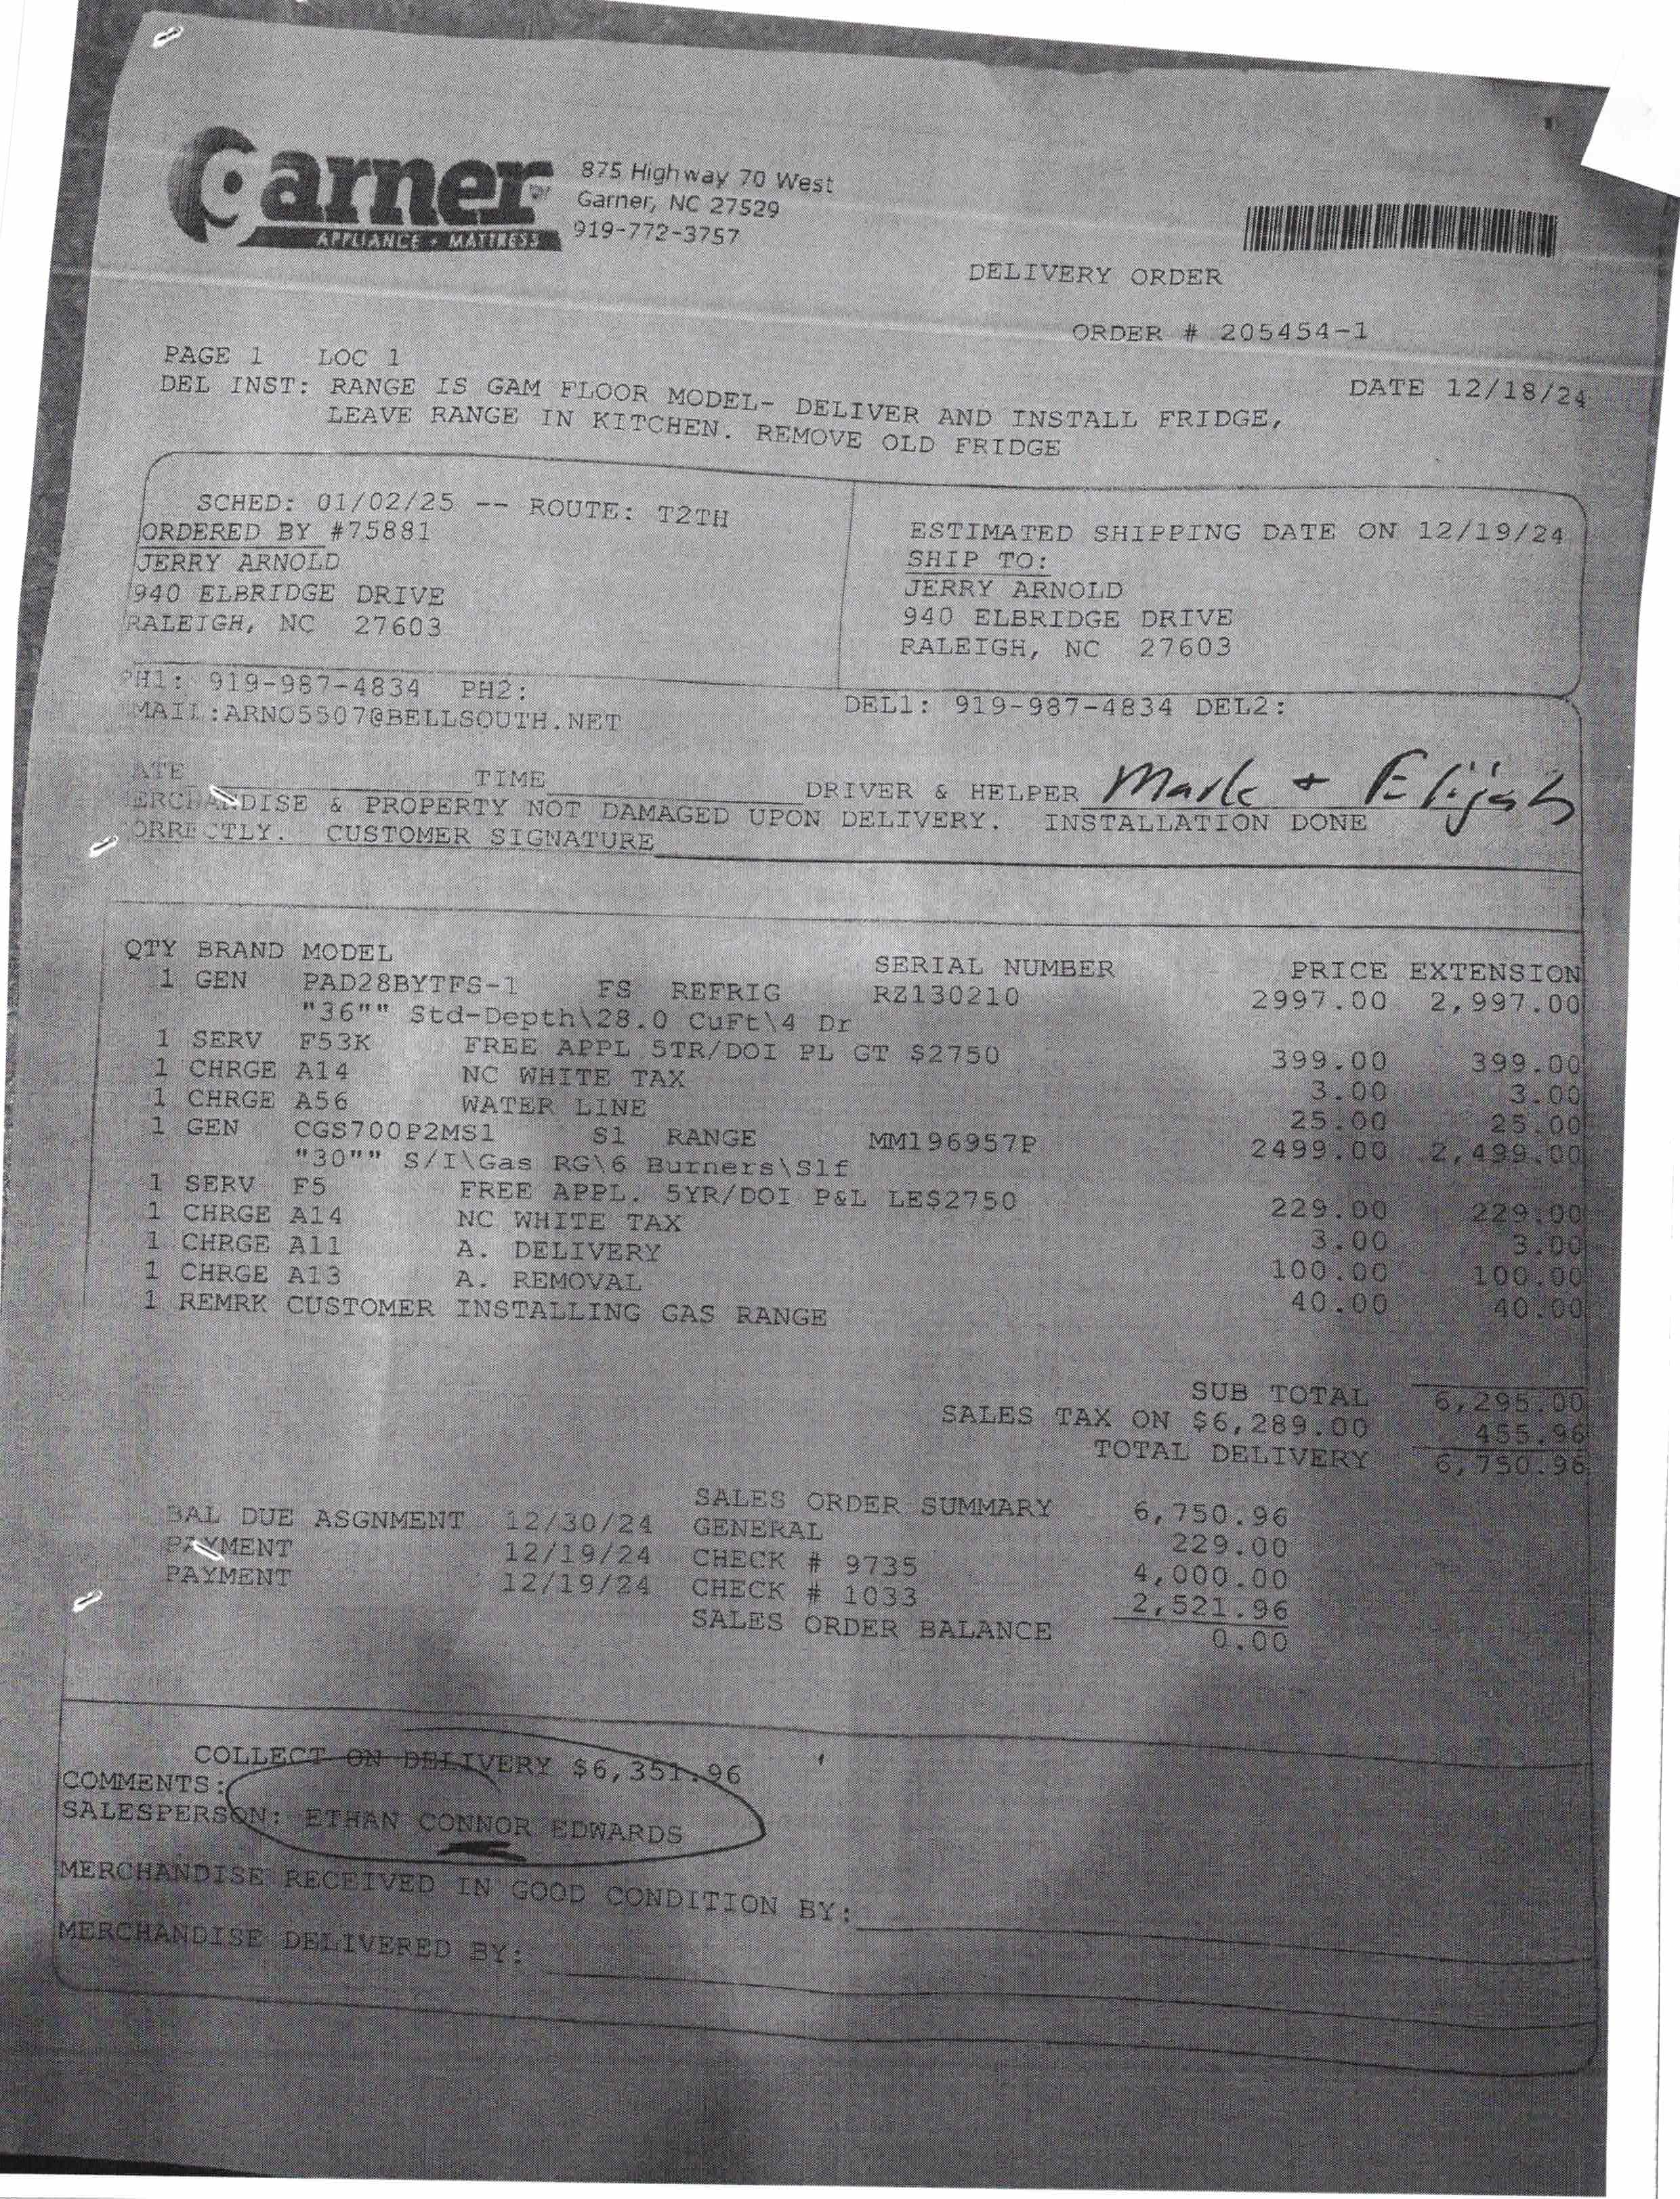 garner
APPLIANCE • MATTRESS
875 Highway 70 West
Garner, NC 27529
919-772-3757
DELIVERY ORDER
ORDER # 205454-1
PAGE 1 LOC 1
DATE 12/18/24
DEL INST: RANGE IS GAM FLOOR MODEL- DELIVER AND INSTALL FRIDGE,
LEAVE RANGE IN KITCHEN. REMOVE OLD FRIDGE
SCHED: 01/02/25 -- ROUTE: T2TH
ORDERED BY #75881
JERRY ARNOLD
940 ELBRIDGE DRIVE
RALEIGH, NC 27603
ESTIMATED SHIPPING DATE ON 12/19/24
SHIP TO:
JERRY ARNOLD
940 ELBRIDGE DRIVE
RALEIGH, NC 27603
PH1: 919-987-4834 PH2:
MAIL:ARNO5507@BELLSOUTH.NET
DEL1: 919-987-4834 DEL2:
ATE TIME DRIVER & HELPER Mark + Elijah
MERCHANDISE & PROPERTY NOT DAMAGED UPON DELIVERY. INSTALLATION DONE
ORRECTLY. CUSTOMER SIGNATURE
QTY BRAND MODEL SERIAL NUMBER PRICE EXTENSION
1 GEN PAD28BYTFS-1 FS REFRIG RZ130210 2997.00 2,997.00
"36"" Std-Depth\28.0 CuFt\4 Dr
1 SERV F53K FREE APPL 5TR/DOI PL GT $2750 399.00 399.00
1 CHRGE A14 NC WHITE TAX 3.00 3.00
1 CHRGE A56 WATER LINE 25.00 25.00
1 GEN CGS700P2MS1 S1 RANGE MM196957P 2499.00 2,499.00
"30"" S/I\Gas RG\6 Burners\Slf
1 SERV F5 FREE APPL. 5YR/DOI P&L LE$2750 229.00 229.00
1 CHRGE A14 NC WHITE TAX 3.00 3.00
1 CHRGE A11 A. DELIVERY 100.00 100.00
1 CHRGE A13 A. REMOVAL 40.00 40.00
1 REMRK CUSTOMER INSTALLING GAS RANGE
SUB TOTAL 6,295.00
SALES TAX ON $6,289.00 455.96
TOTAL DELIVERY 6,750.96
SALES ORDER SUMMARY 6,750.96
BAL DUE ASGNMENT 12/30/24 GENERAL 229.00
PAYMENT 12/19/24 CHECK # 9735 4,000.00
PAYMENT 12/19/24 CHECK # 1033 2,521.96
SALES ORDER BALANCE 0.00
COLLECT ON DELIVERY $6,351.96
COMMENTS:
SALESPERSON: ETHAN CONNOR EDWARDS
MERCHANDISE RECEIVED IN GOOD CONDITION BY:
MERCHANDISE DELIVERED BY: